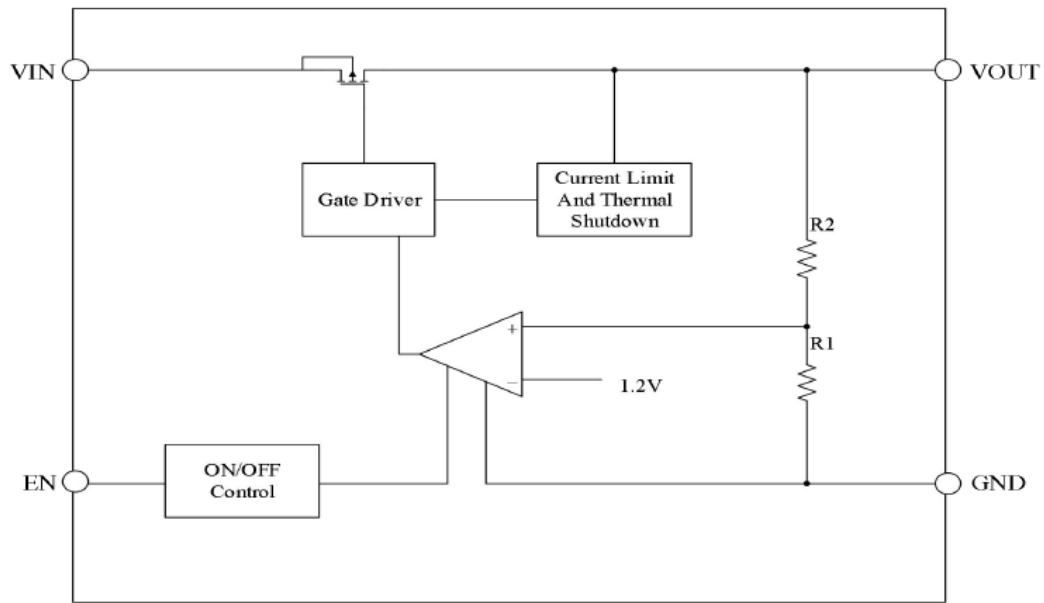 VIN
VOUT
Gate Driver
Current Limit
And Thermal
Shutdown
R2
+
R1
−
1.2V
ON/OFF
Control
EN
GND